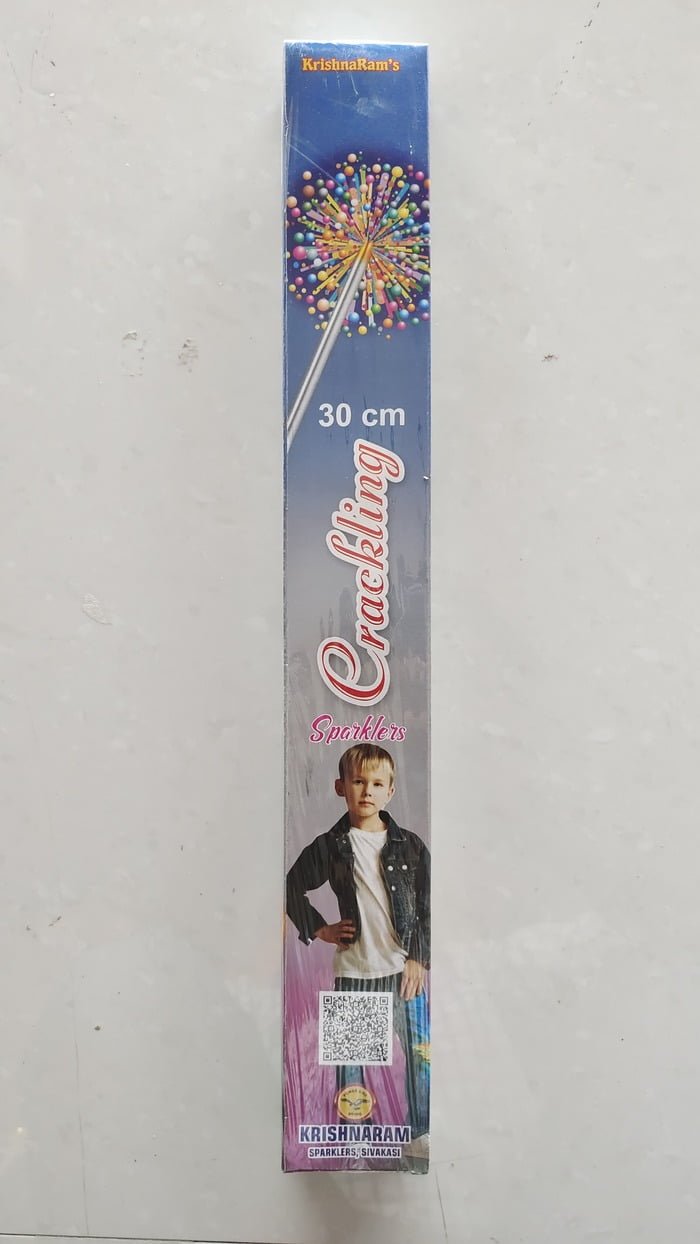 KrishnaRam's
30 cm
Crackling
Sparklers
KRISHNARAM
SPARKLERS, SIVAKASI